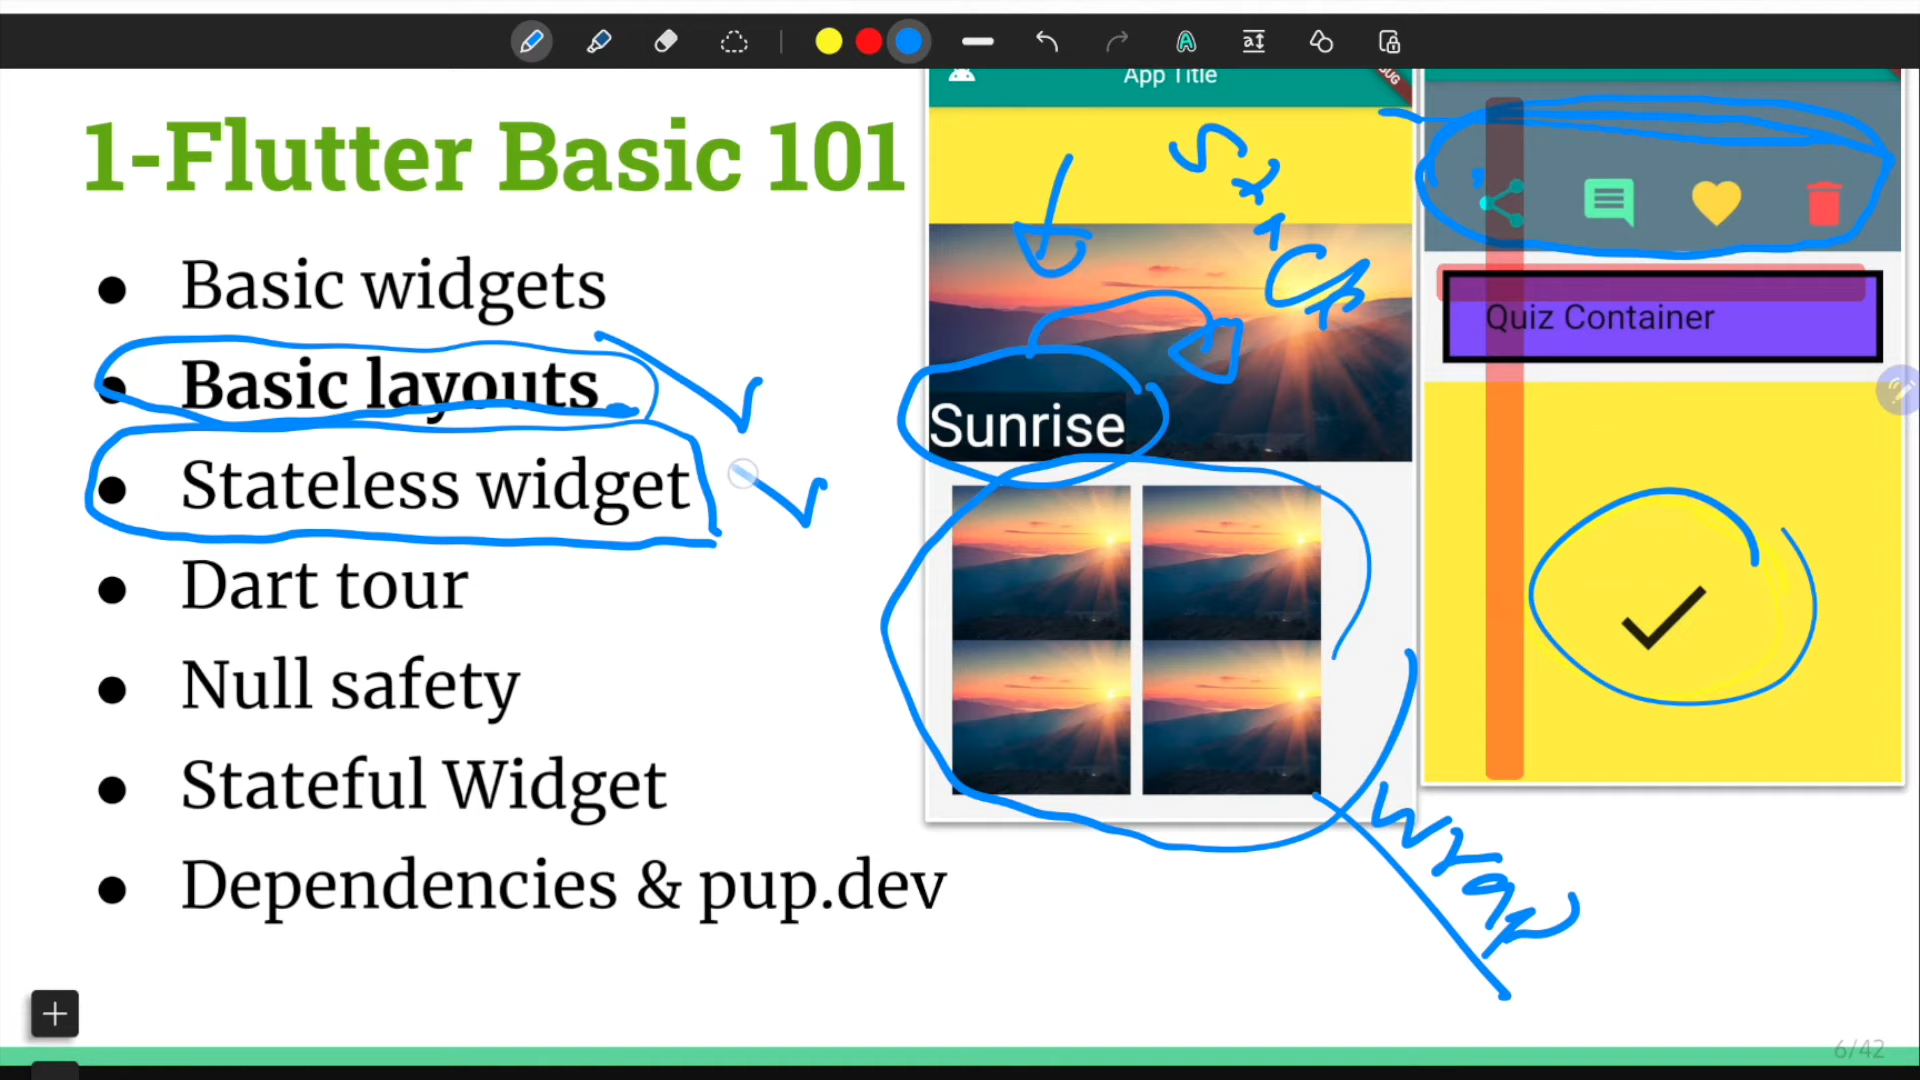 App Title
1-Flutter Basic 101
Basic widgets
Basic layouts
Stateless widget
Dart tour
Null safety
Stateful Widget
Dependencies & pup.dev
Sunrise
wrap
Quiz Container
6/42